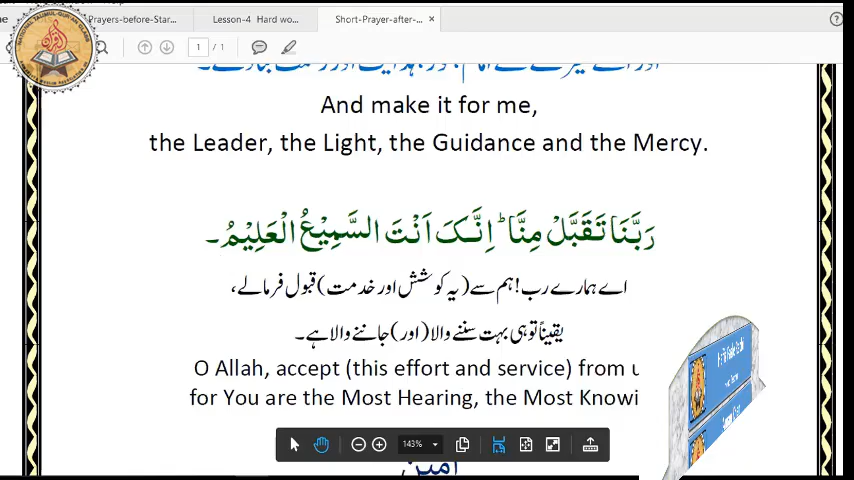 Prayers-before-Star...
Lesson-4 Hard wo...
Short-Prayer-after-...
1 / 1
And make it for me,
the Leader, the Light, the Guidance and the Mercy.
رَبَّنَا تَقَبَّلْ مِنَّا ؕ اِنَّکَ اَنْتَ السَّمِیْعُ الْعَلِیْمُ۔
اے ہمارے رب! ہم سے (یہ کوشش اور خدمت) قبول فرما لے،
یقیناً تو ہی بہت سننے والا (اور) جاننے والا ہے۔
O Allah, accept (this effort and service) from u
for You are the Most Hearing, the Most Knowi
143%
آمین